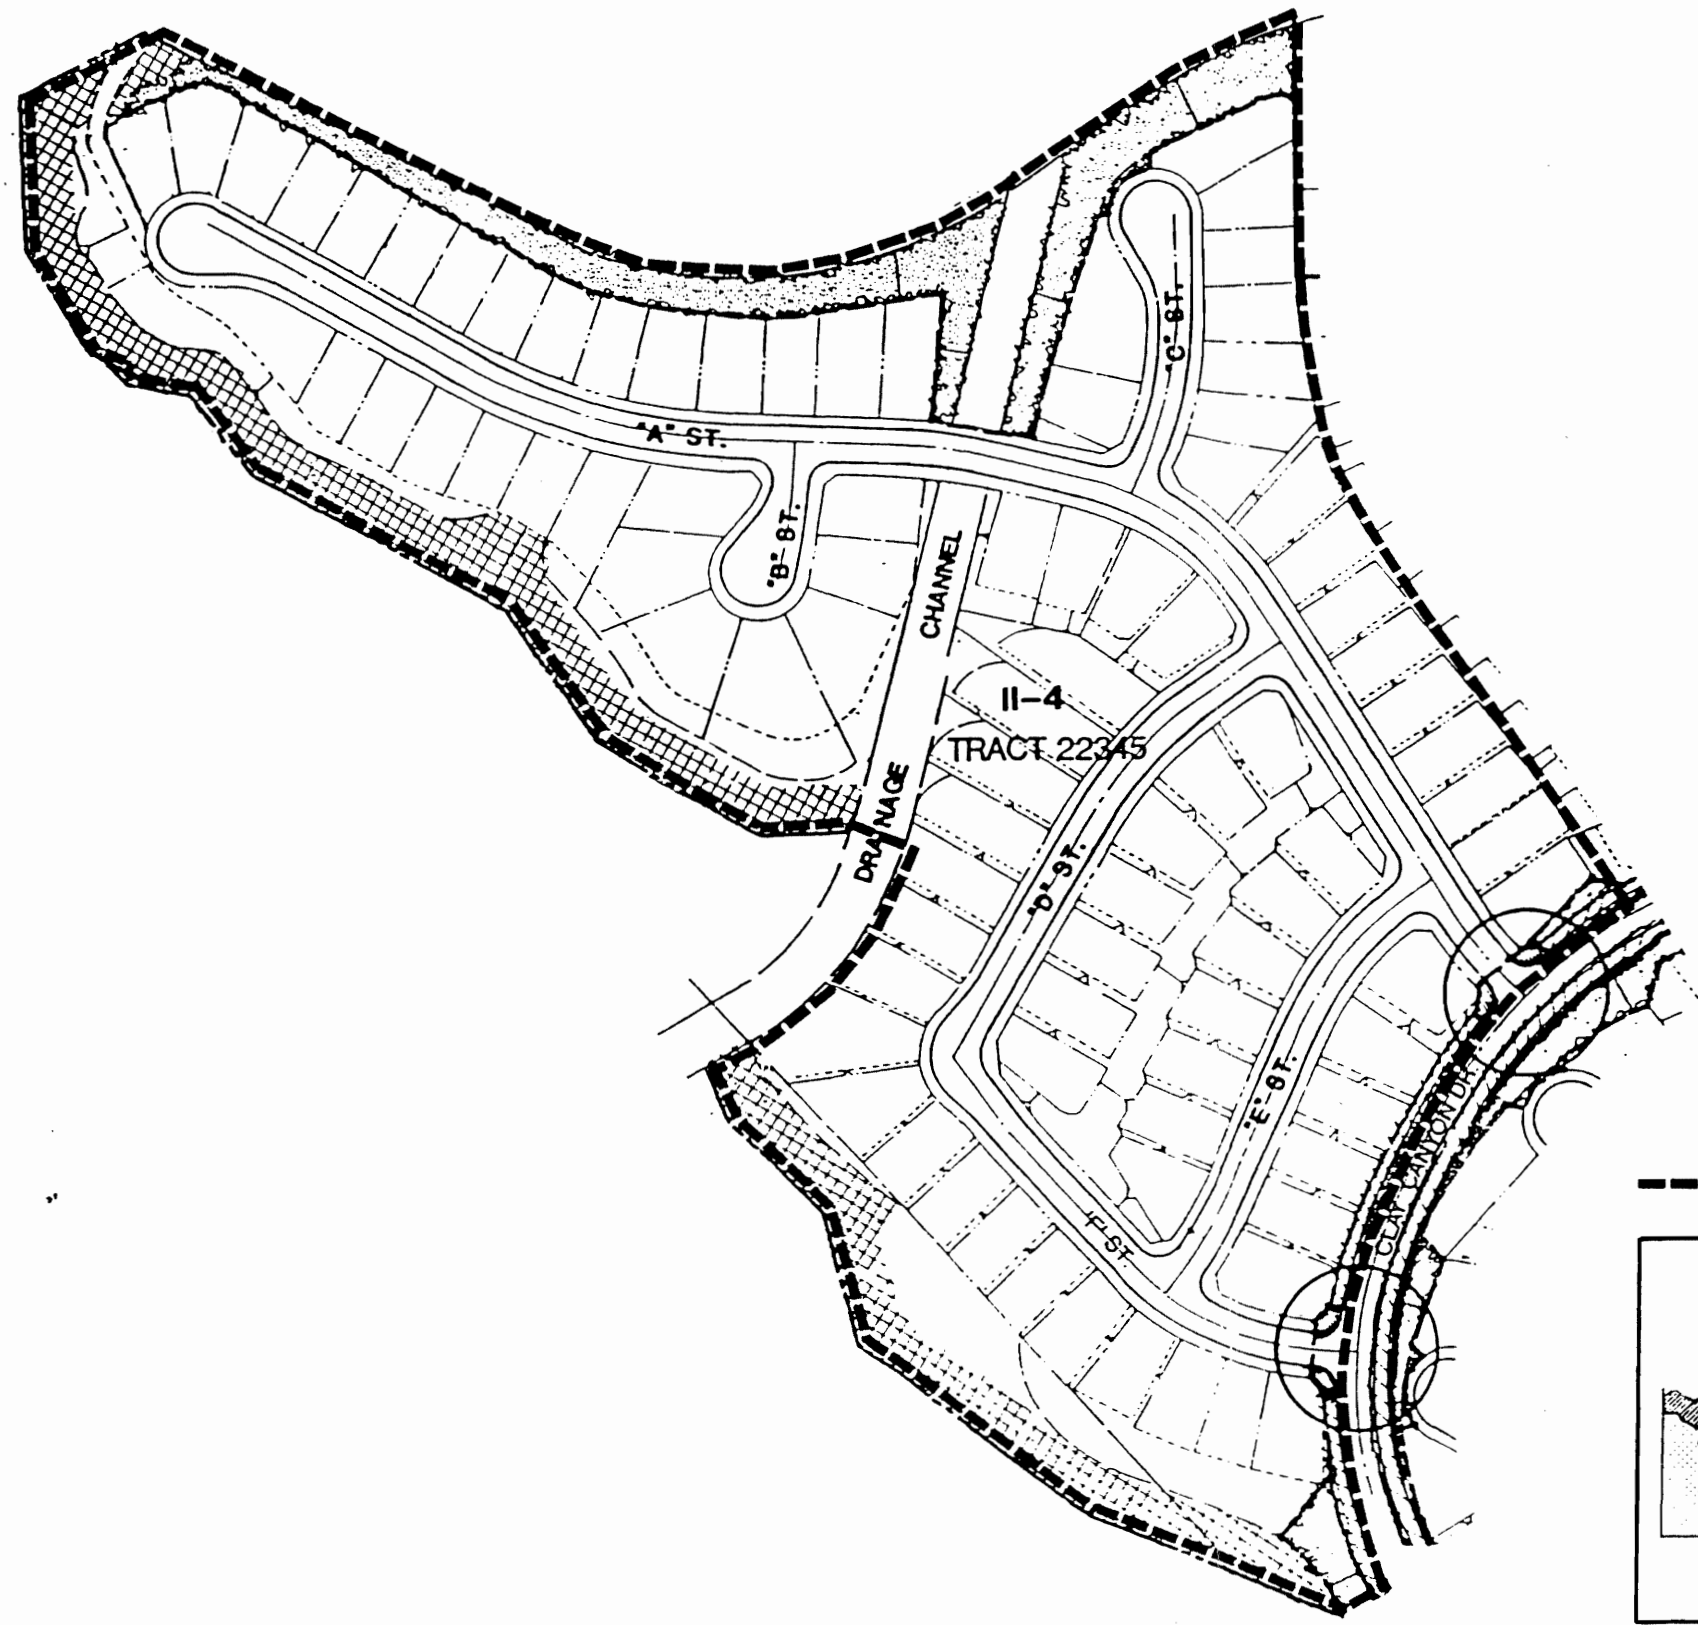 "A" ST.
"B" ST.
"C" ST.
CHANNEL
II-4
TRACT 22345
DRAINAGE
"D" ST.
"E" ST.
"F" ST.
CLAY CANYON DR.